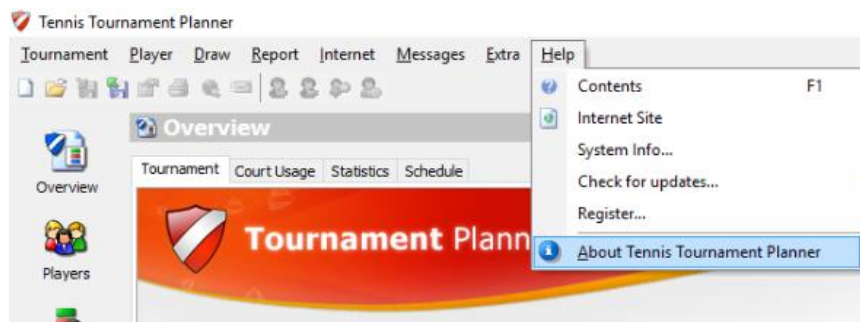 Tennis Tournament Planner
Tournament Player Draw Report Internet Messages Extra Help
Contents F1
Internet Site
System Info...
Check for updates...
Register...
About Tennis Tournament Planner
Overview
Tournament Court Usage Statistics Schedule
Tournament Plann
Overview
Players